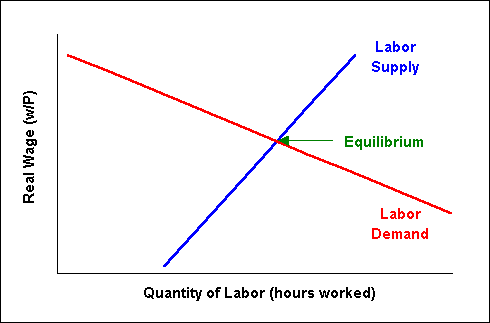 Labor
Supply
Real Wage (w/P)
Equilibrium
Labor
Demand
Quantity of Labor (hours worked)